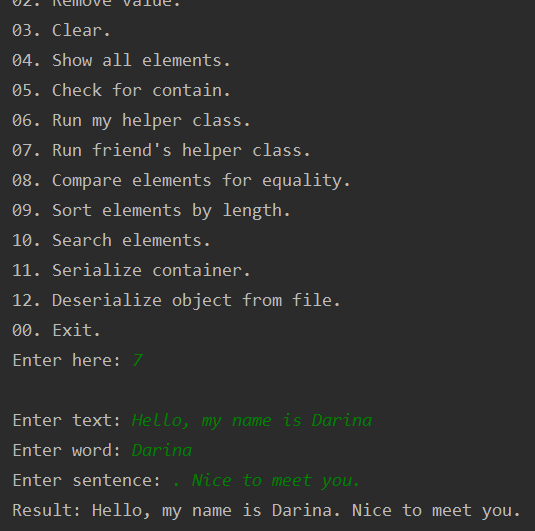 02. Remove value.
03. Clear.
04. Show all elements.
05. Check for contain.
06. Run my helper class.
07. Run friend's helper class.
08. Compare elements for equality.
09. Sort elements by length.
10. Search elements.
11. Serialize container.
12. Deserialize object from file.
00. Exit.
Enter here: 7
Enter text: Hello, my name is Darina
Enter word: Darina
Enter sentence: . Nice to meet you.
Result: Hello, my name is Darina. Nice to meet you.